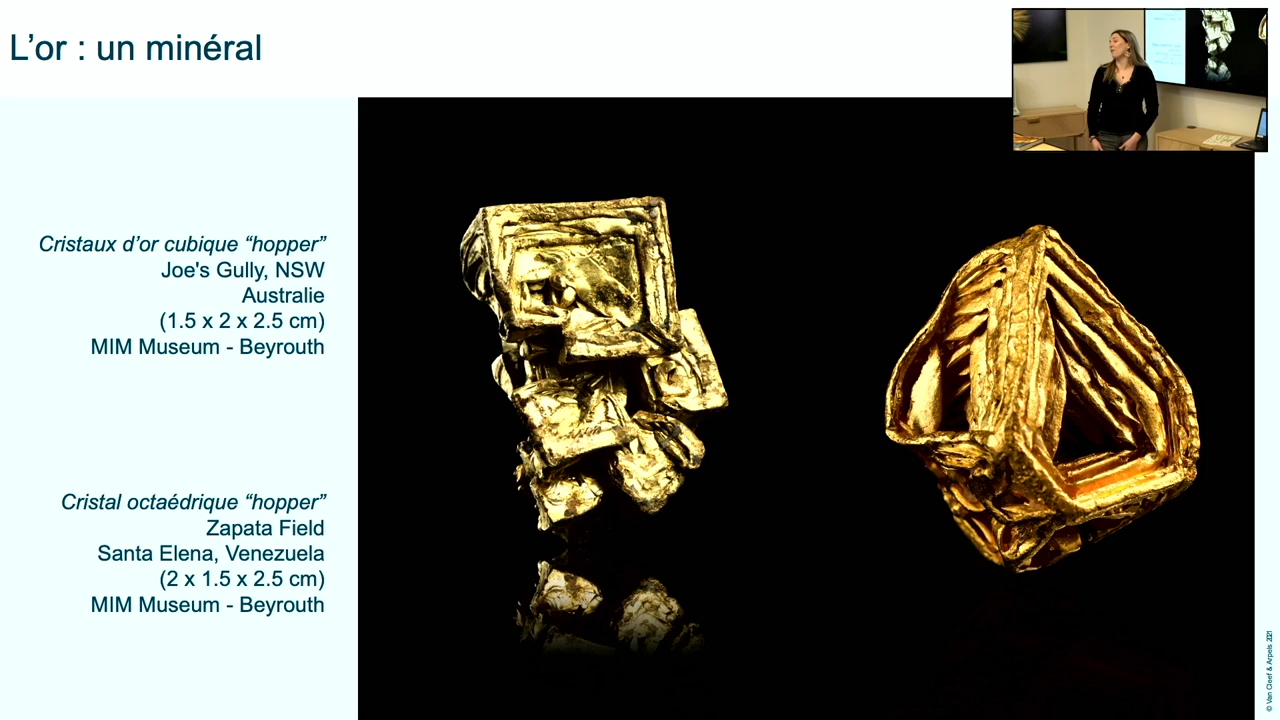 L’or : un minéral
Cristaux d’or cubique “hopper”
Joe's Gully, NSW
Australie
(1.5 x 2 x 2.5 cm)
MIM Museum - Beyrouth
Cristal octaédrique “hopper”
Zapata Field
Santa Elena, Venezuela
(2 x 1.5 x 2.5 cm)
MIM Museum - Beyrouth
© Van Cleef & Arpels 2021